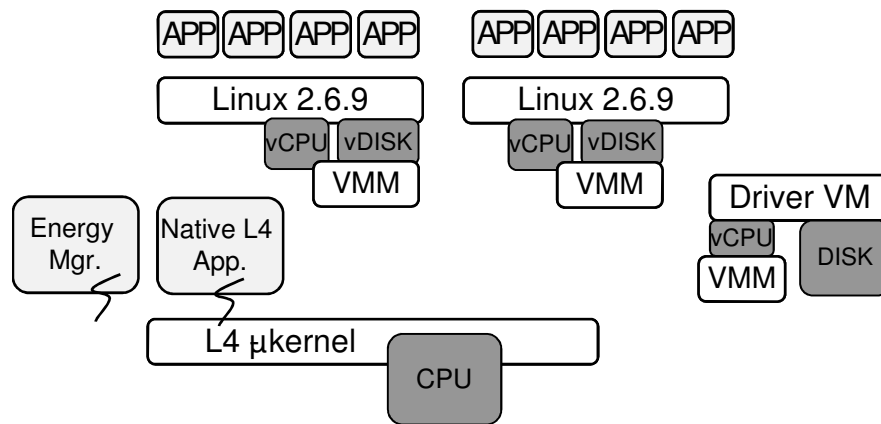 APP APP APP APP APP APP APP APP
Linux 2.6.9 Linux 2.6.9
vCPU vDISK vCPU vDISK
VMM VMM
Driver VM
Energy
Mgr.
Native L4
App.
vCPU
DISK
VMM
L4 µkernel
CPU